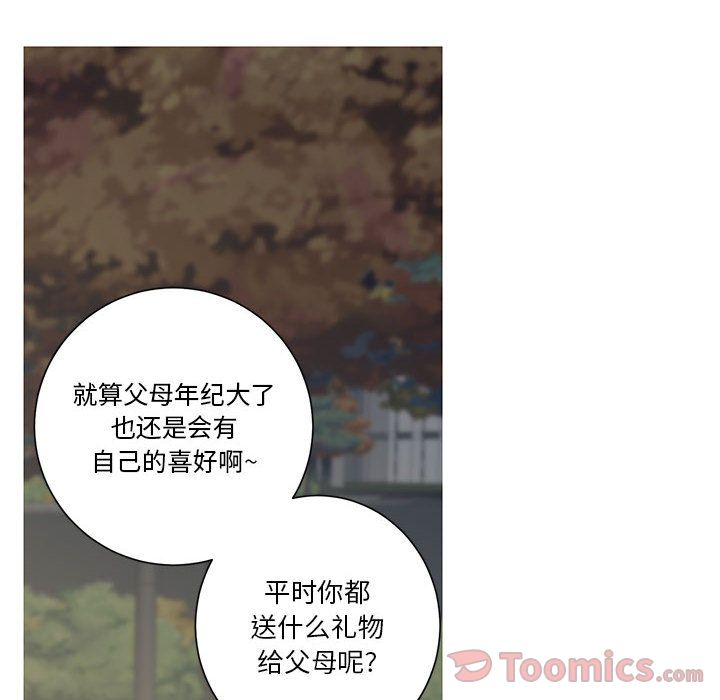 就算父母年纪大了
也还是会有
自己的喜好啊~
平时你都
送什么礼物
给父母呢?
Toomics.com